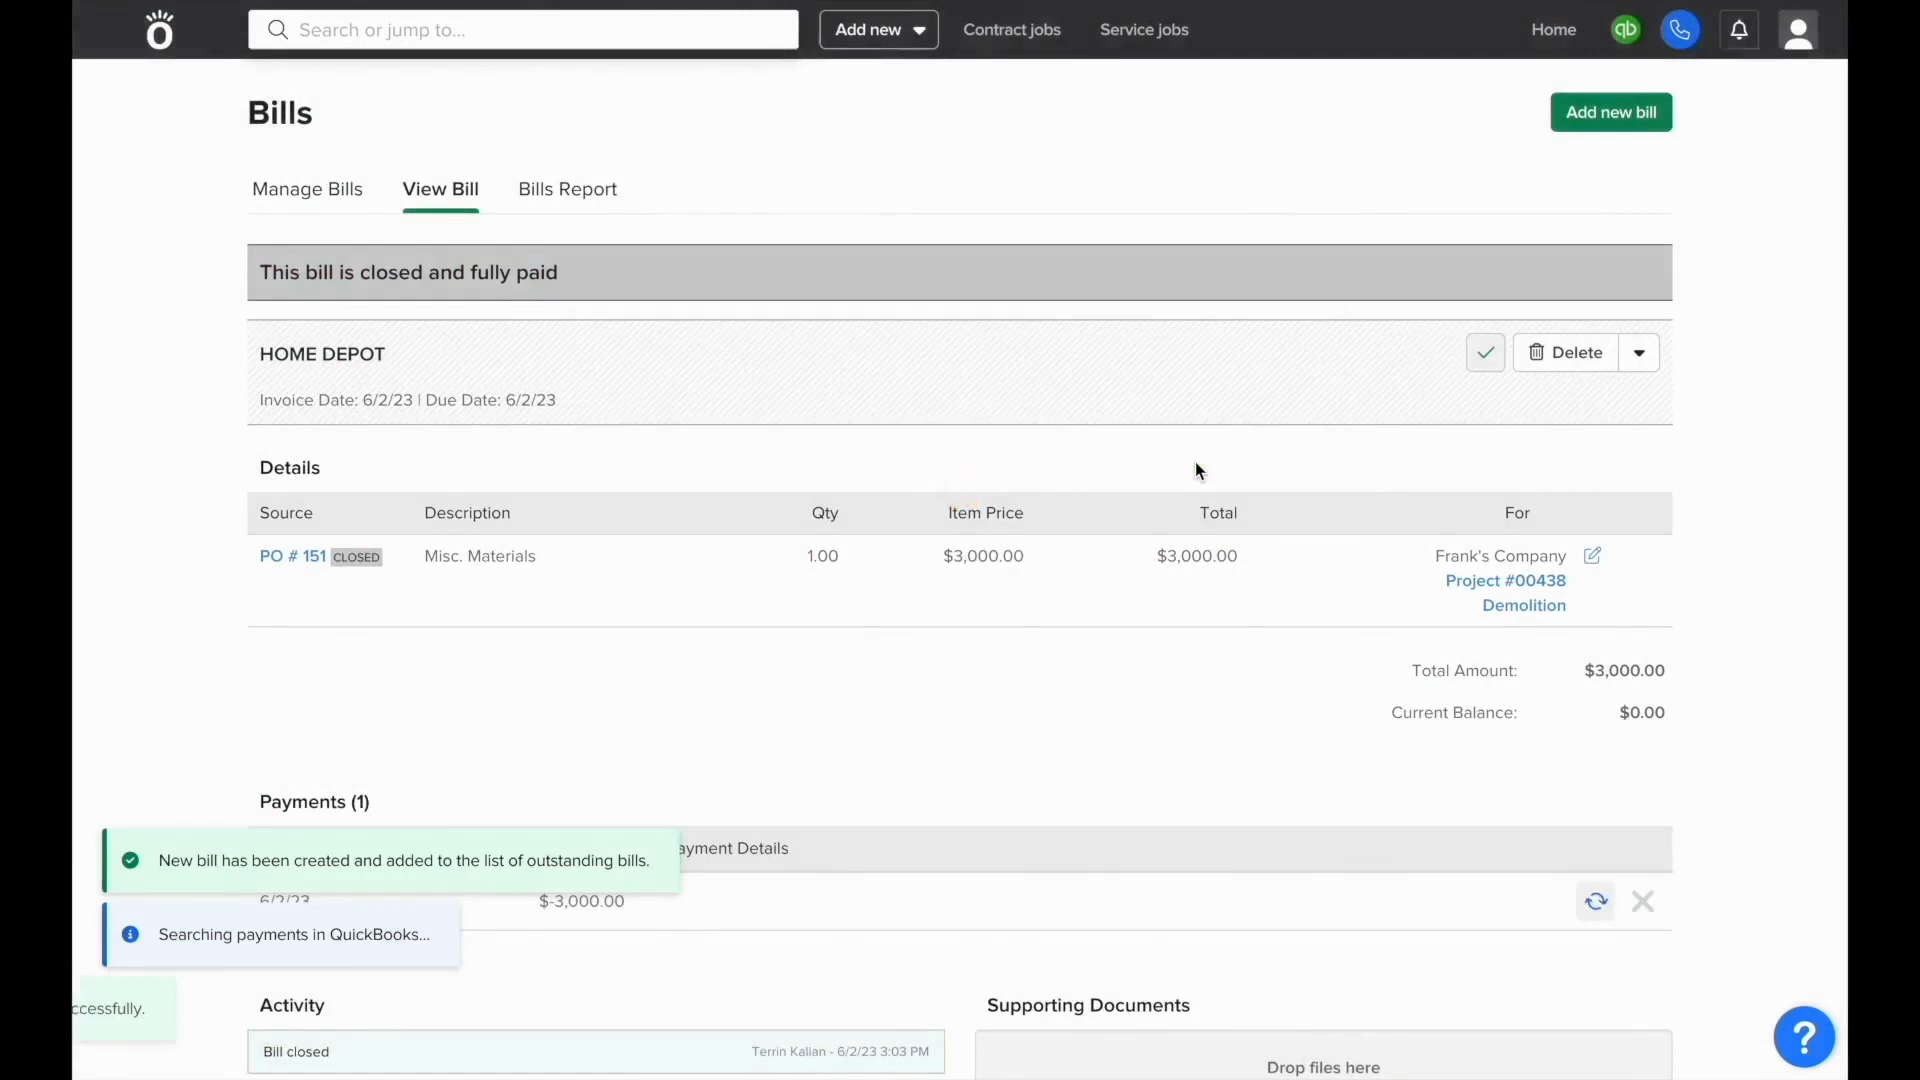 Search or jump to...
Add new
Contract jobs
Service jobs
Home
qb
Bills
Add new bill
Manage Bills
View Bill
Bills Report
This bill is closed and fully paid
HOME DEPOT
Delete
Invoice Date: 6/2/23 | Due Date: 6/2/23
Details
Source Description Qty Item Price Total For
PO # 151 CLOSED Misc. Materials 1.00 $3,000.00 $3,000.00 Frank's Company
Project #00438
Demolition
Total Amount: $3,000.00
Current Balance: $0.00
Payments (1)
ayment Details
New bill has been created and added to the list of outstanding bills.
6/2/23 $-3,000.00
Searching payments in QuickBooks...
ccessfully.
Activity
Supporting Documents
Bill closed Terrin Kalian - 6/2/23 3:03 PM
Drop files here
?